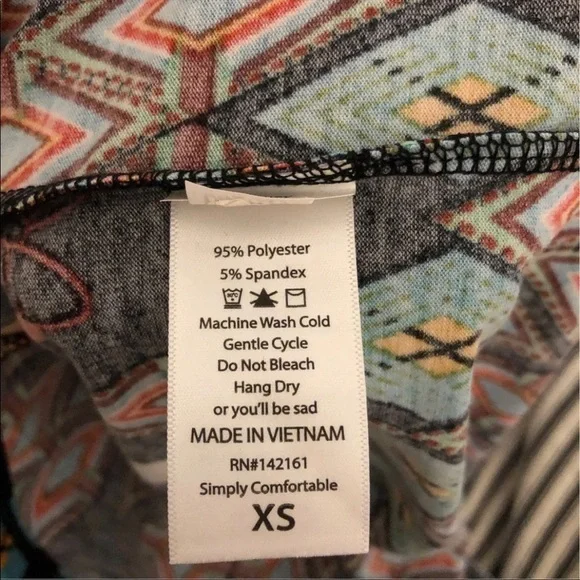 95% Polyester
5% Spandex
Machine Wash Cold
Gentle Cycle
Do Not Bleach
Hang Dry
or you'll be sad
MADE IN VIETNAM
RN#142161
Simply Comfortable
XS